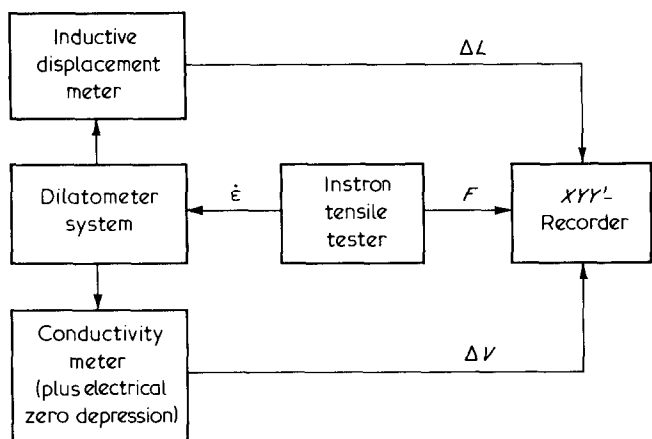 Inductive
displacement
meter
ΔL
Dilatometer
system
ε̇
Instron
tensile
tester
F
XYY'-
Recorder
Conductivity
meter
(plus electrical
zero depression)
ΔV